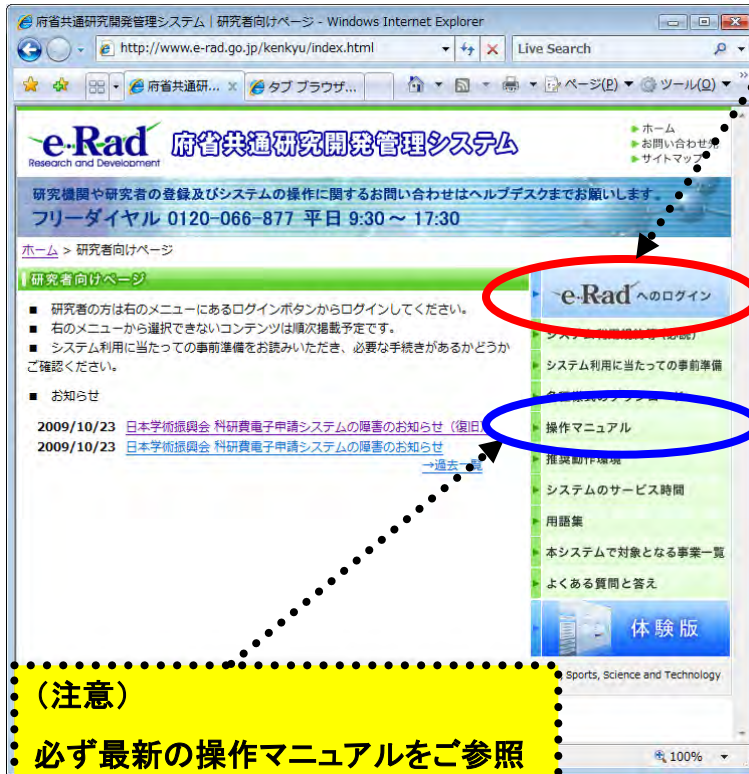 府省共通研究開発管理システム | 研究者向けページ - Windows Internet Explorer
http://www.e-rad.go.jp/kenkyu/index.html
Live Search
府省共通研...
タブ ブラウザ...
ページ(P)
ツール(O)
e-Rad
Research and Development
府省共通研究開発管理システム
ホーム
お問い合わせ先
サイトマップ
研究機関や研究者の登録及びシステムの操作に関するお問い合わせはヘルプデスクまでお願いします。
フリーダイヤル 0120-066-877 平日 9:30～ 17:30
ホーム > 研究者向けページ
研究者向けページ
■ 研究者の方は右のメニューにあるログインボタンからログインしてください。
■ 右のメニューから選択できないコンテンツは順次掲載予定です。
■ システム利用に当たっての事前準備をお読みいただき、必要な手続きがあるかどうか
ご確認ください。
■ お知らせ
2009/10/23 日本学術振興会 科研費電子申請システムの障害のお知らせ（復旧
2009/10/23 日本学術振興会 科研費電子申請システムの障害のお知らせ
→過去一覧
e-Radへのログイン
システム利用に当たっての事前準備
操作マニュアル
推奨動作環境
システムのサービス時間
用語集
本システムで対象となる事業一覧
よくある質問と答え
体験版
Sports, Science and Technology
（注意）
必ず最新の操作マニュアルをご参照
100%